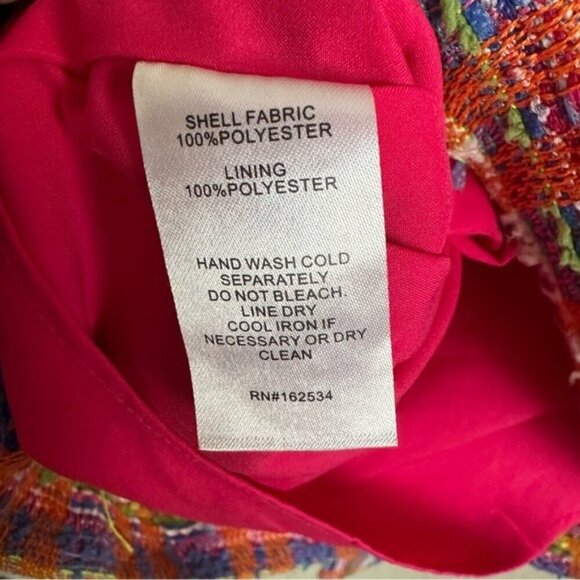 SHELL FABRIC
100%POLYESTER
LINING
100%POLYESTER
HAND WASH COLD
SEPARATELY
DO NOT BLEACH.
LINE DRY
COOL IRON IF
NECESSARY OR DRY
CLEAN
RN#162534